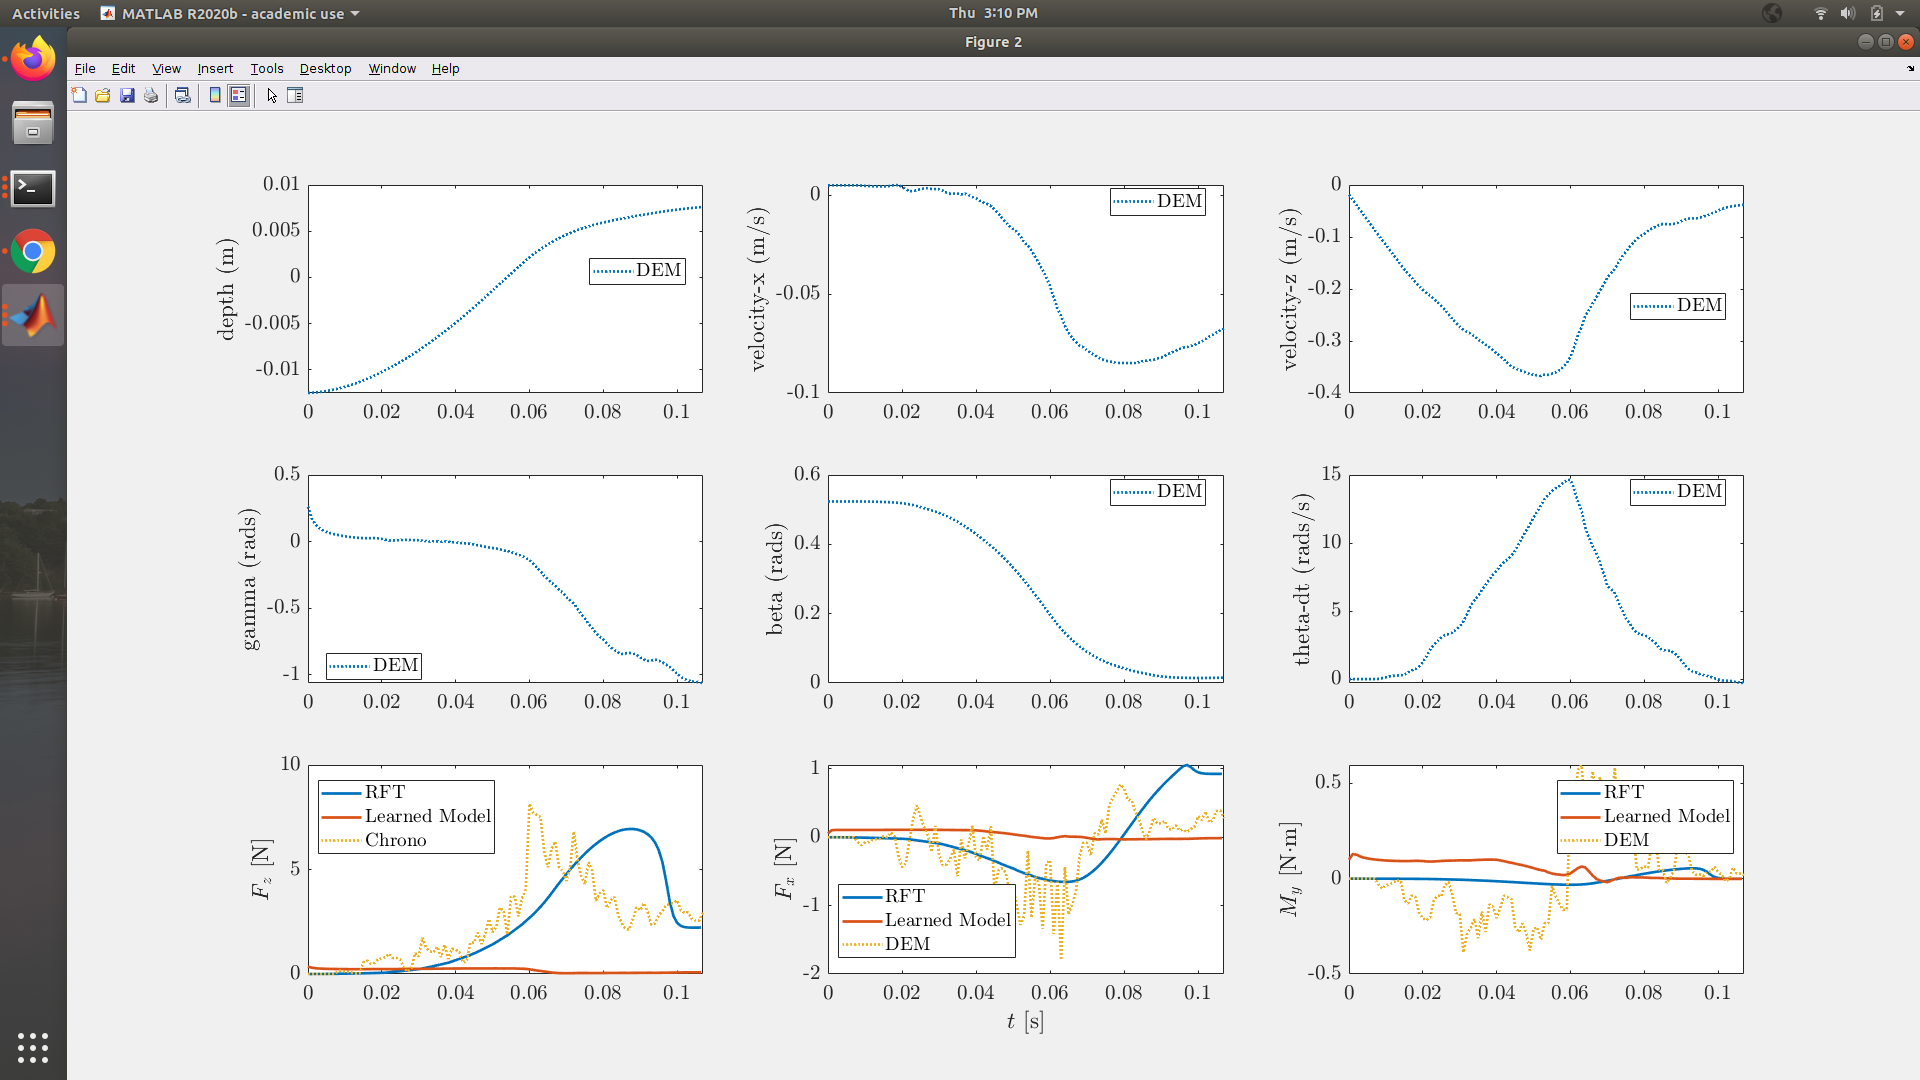 Activities MATLAB R2020b - academic use Thu 3:10 PM
Figure 2
File Edit View Insert Tools Desktop Window Help
0.01
0.005
0
-0.005
-0.01
depth (m)
DEM
0 0.02 0.04 0.06 0.08 0.1
0
-0.05
-0.1
velocity-x (m/s)
DEM
0 0.02 0.04 0.06 0.08 0.1
0
-0.1
-0.2
-0.3
-0.4
velocity-z (m/s)
DEM
0 0.02 0.04 0.06 0.08 0.1
0.5
0
-0.5
-1
gamma (rads)
DEM
0 0.02 0.04 0.06 0.08 0.1
0.6
0.4
0.2
0
beta (rads)
DEM
0 0.02 0.04 0.06 0.08 0.1
15
10
5
0
theta-dt (rads/s)
DEM
0 0.02 0.04 0.06 0.08 0.1
10
5
0
F_z [N]
RFT
Learned Model
Chrono
0 0.02 0.04 0.06 0.08 0.1
1
0
-1
-2
F_x [N]
RFT
Learned Model
DEM
0 0.02 0.04 0.06 0.08 0.1
t [s]
0.5
0
-0.5
M_y [N·m]
RFT
Learned Model
DEM
0 0.02 0.04 0.06 0.08 0.1